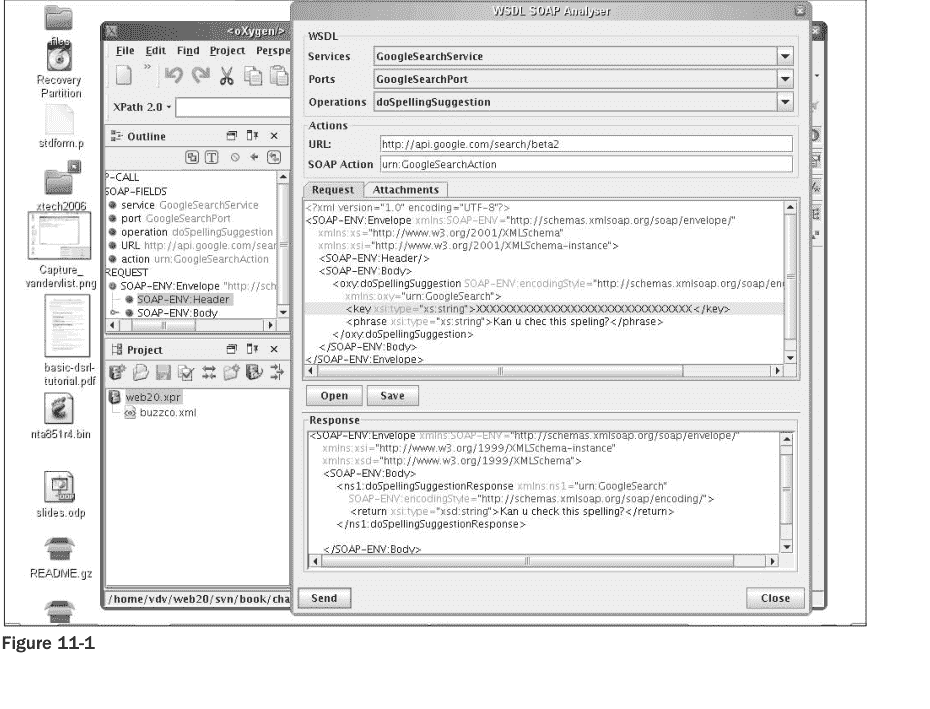 files
Recovery
Partition
stdform.p
xtech2006
Capture_
vandervlist.png
basic-dsrl-
tutorial.pdf
nta851r4.bin
slides.odp
README.gz
<oXygen/>
File Edit Find Project Perspe
XPath 2.0
Outline
P-CALL
SOAP-FIELDS
service GoogleSearchService
port GoogleSearchPort
operation doSpellingSuggestion
URL http://api.google.com/sear
action urn:GoogleSearchAction
REQUEST
SOAP-ENV:Envelope "http://sch
SOAP-ENV:Header
SOAP-ENV:Body
Project
web20.xpr
buzzco.xml
/home/vdv/web20/svn/book/cha
WSDL SOAP Analyser
WSDL
Services GoogleSearchService
Ports GoogleSearchPort
Operations doSpellingSuggestion
Actions
URL: http://api.google.com/search/beta2
SOAP Action urn:GoogleSearchAction
Request Attachments
<?xml version="1.0" encoding="UTF-8"?>
<SOAP-ENV:Envelope xmlns:SOAP-ENV="http://schemas.xmlsoap.org/soap/envelope/"
xmlns:xs="http://www.w3.org/2001/XMLSchema"
xmlns:xsi="http://www.w3.org/2001/XMLSchema-instance">
<SOAP-ENV:Header/>
<SOAP-ENV:Body>
<oxy:doSpellingSuggestion SOAP-ENV:encodingStyle="http://schemas.xmlsoap.org/soap/en
xmlns:oxy="urn:GoogleSearch">
<key xsi:type="xs:string">XXXXXXXXXXXXXXXXXXXXXXXXXXXXXXXX</key>
<phrase xsi:type="xs:string">Kan u chec this speling?</phrase>
</oxy:doSpellingSuggestion>
</SOAP-ENV:Body>
</SOAP-ENV:Envelope>
Open Save
Response
<SOAP-ENV:Envelope xmlns:SOAP-ENV="http://schemas.xmlsoap.org/soap/envelope/"
xmlns:xsi="http://www.w3.org/1999/XMLSchema-instance"
xmlns:xsd="http://www.w3.org/1999/XMLSchema">
<SOAP-ENV:Body>
<ns1:doSpellingSuggestionResponse xmlns:ns1="urn:GoogleSearch"
SOAP-ENV:encodingStyle="http://schemas.xmlsoap.org/soap/encoding/">
<return xsi:type="xsd:string">Kan u check this spelling?</return>
</ns1:doSpellingSuggestionResponse>
</SOAP-ENV:Body>
Send Close
Figure 11-1